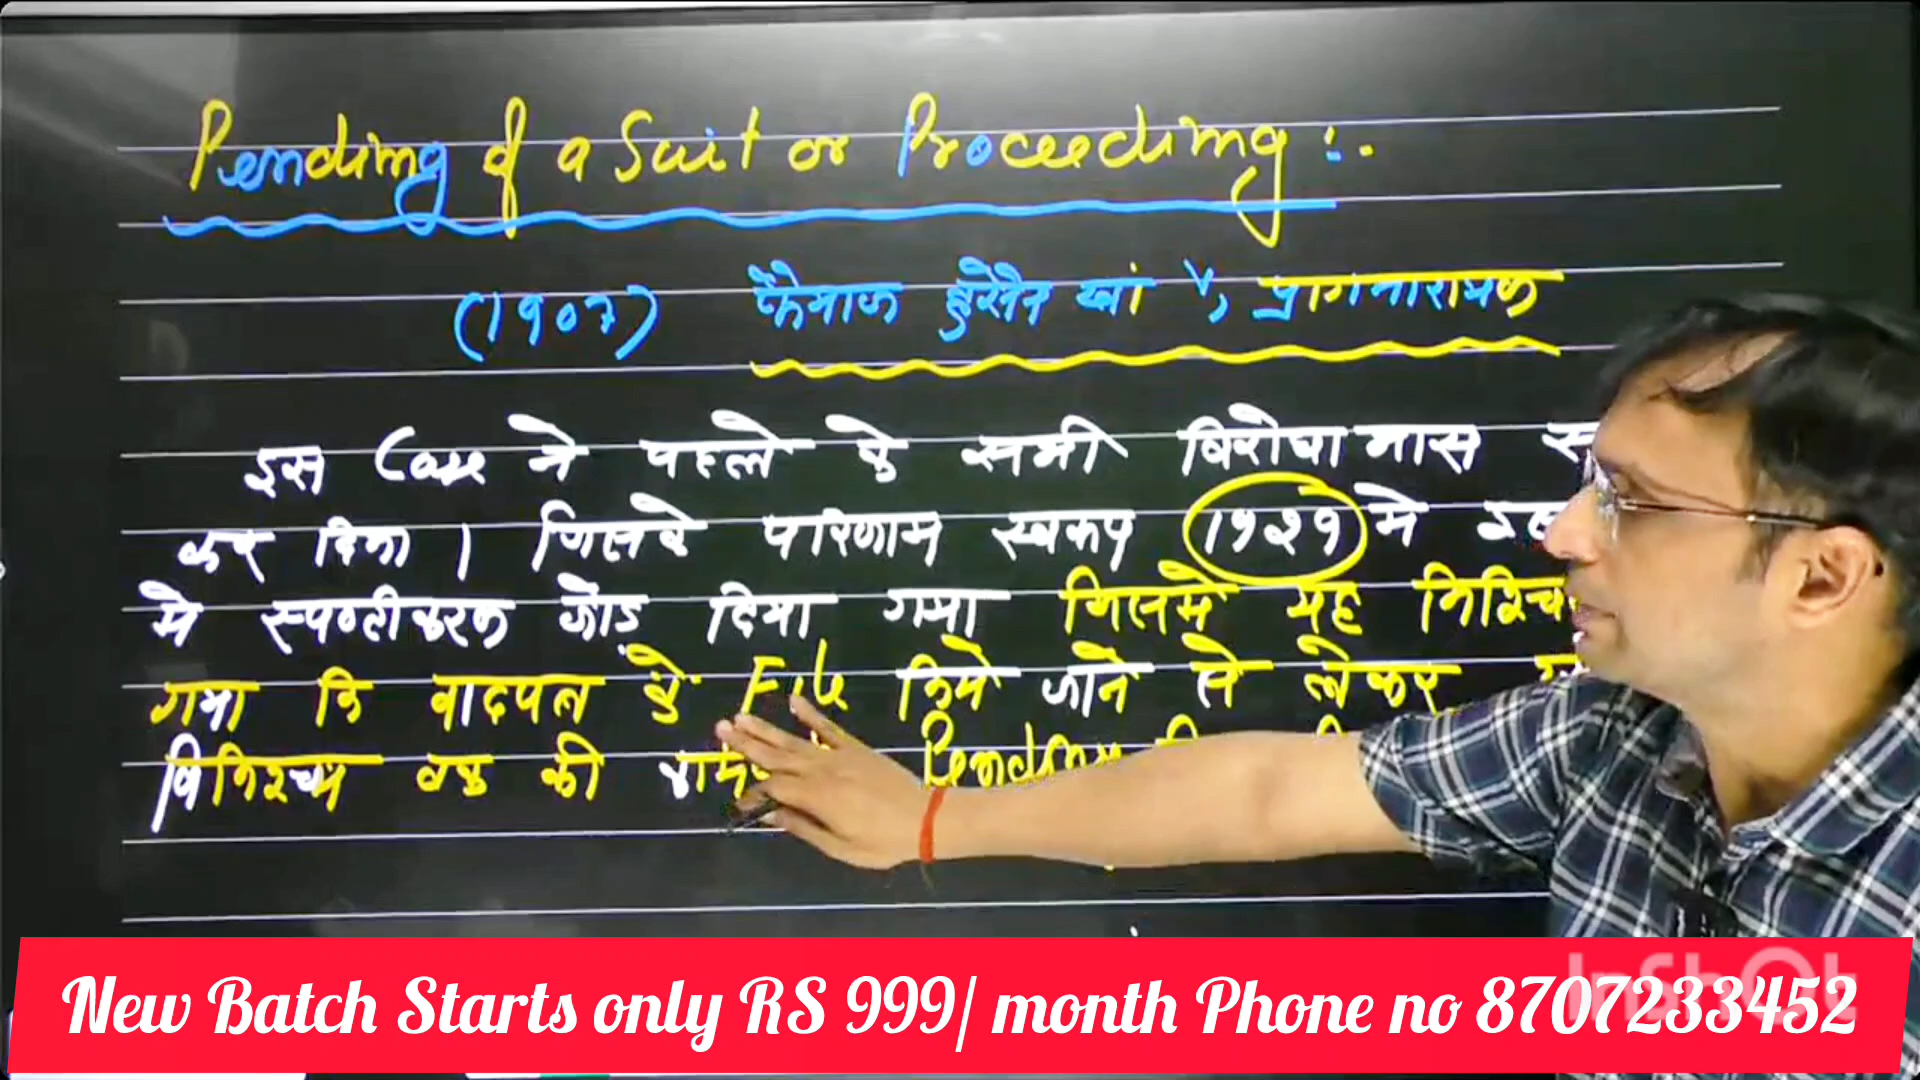 Pending of a Suit or Proceeding :-
(1907) फैयाज हुसैन खां v, प्रागनारायण
इस Case ने पहले के सभी विरोधाभास
कर दिया । जिसके परिणाम स्वरूप 1929 में
में स्पष्टीकरण जोड़ दिया गया जिसमें यह
गया कि वादपत्र के File किये जाने से लेकर
विनिश्चय तक की Pending
New Batch Starts only RS 999/ month Phone no 8707233452
InShOt